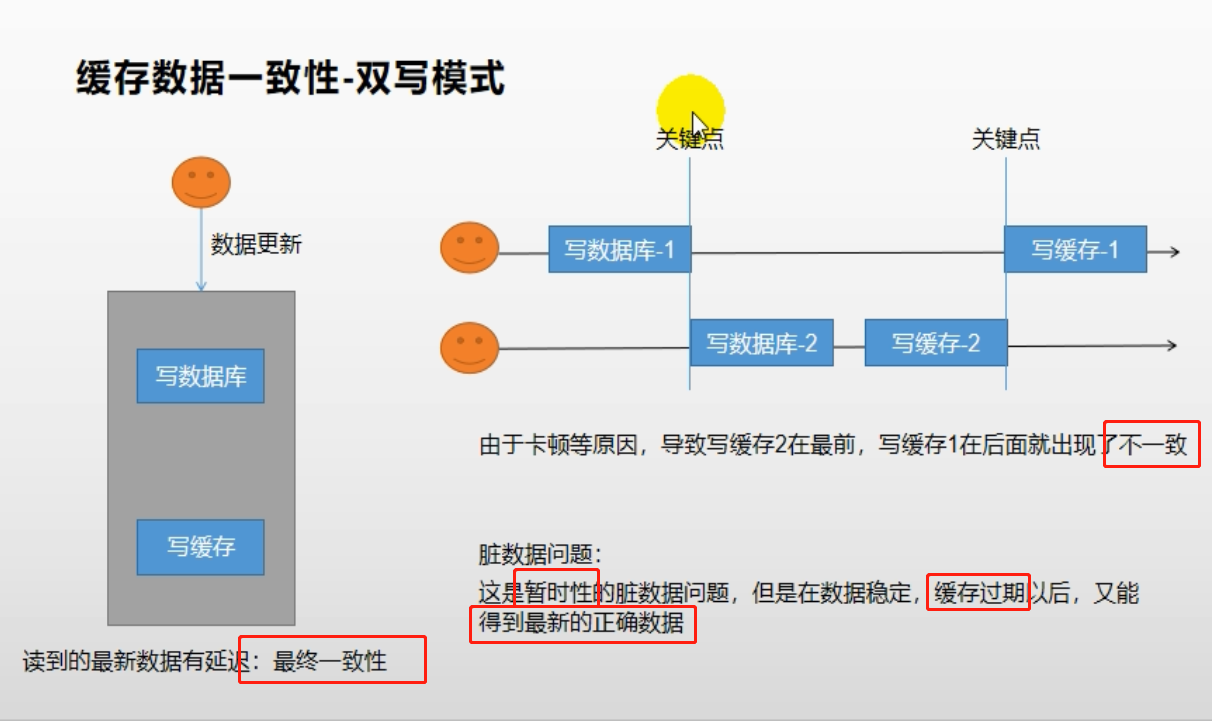 缓存数据一致性-双写模式
关键点
关键点
数据更新
写数据库
写缓存
写数据库-1
写缓存-1
写数据库-2
写缓存-2
由于卡顿等原因，导致写缓存2在最前，写缓存1在后面就出现了不一致
脏数据问题：
这是暂时性的脏数据问题，但是在数据稳定，缓存过期以后，又能
得到最新的正确数据
读到的最新数据有延迟：最终一致性